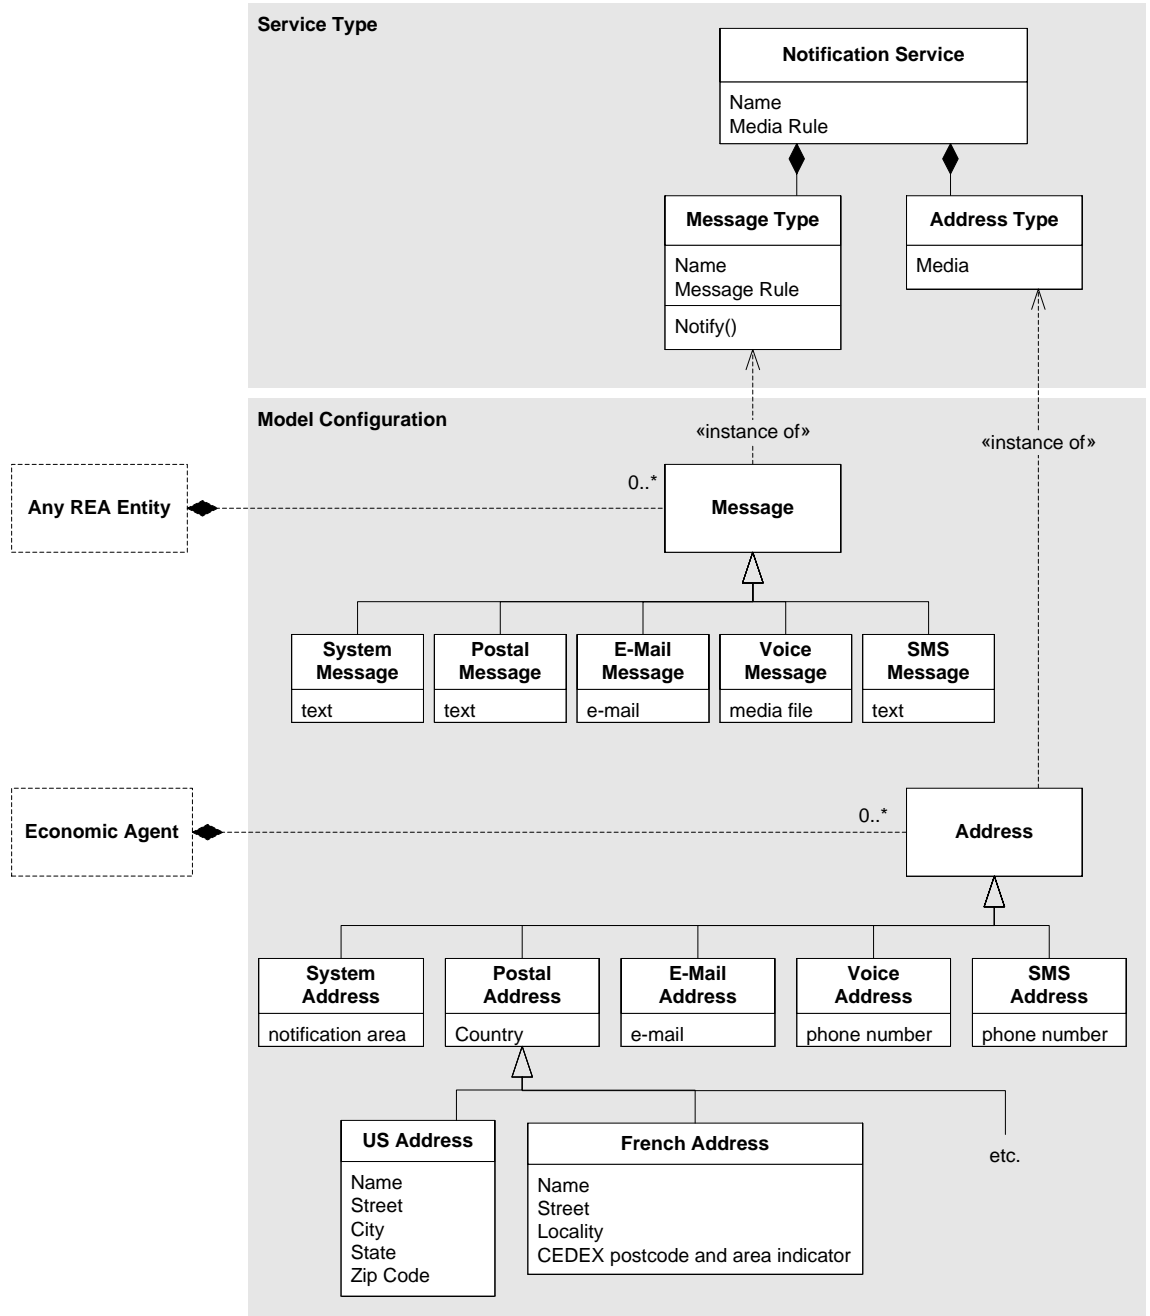 Service Type
Notification Service
Name
Media Rule
Message Type
Name
Message Rule
Notify()
Address Type
Media
Model Configuration
«instance of»
«instance of»
Any REA Entity
0..*
Message
System
Message
text
Postal
Message
text
E-Mail
Message
e-mail
Voice
Message
media file
SMS
Message
text
Economic Agent
0..*
Address
System
Address
notification area
Postal
Address
Country
E-Mail
Address
e-mail
Voice
Address
phone number
SMS
Address
phone number
US Address
Name
Street
City
State
Zip Code
French Address
Name
Street
Locality
CEDEX postcode and area indicator
etc.